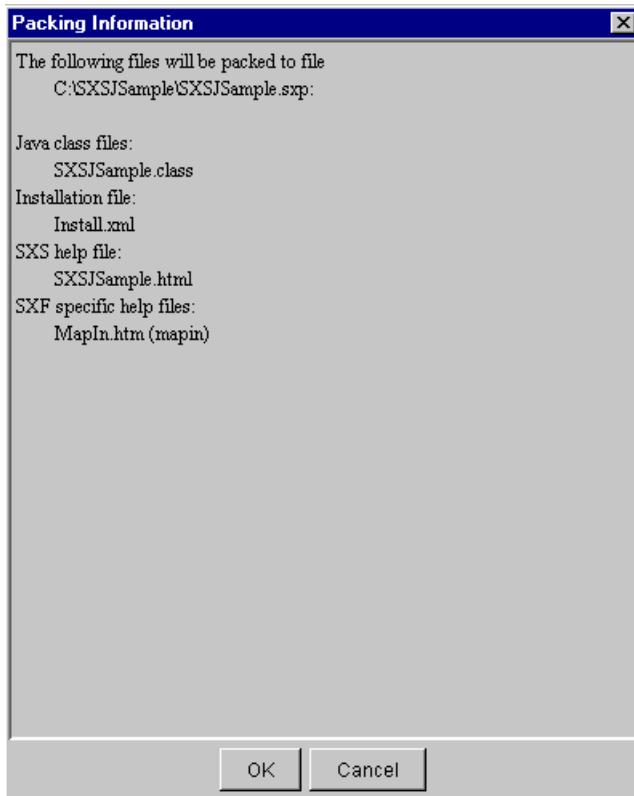 Packing Information
The following files will be packed to file
C:\SXSJSample\SXSJSample.sxp:
Java class files:
SXSJSample.class
Installation file:
Install.xml
SXS help file:
SXSJSample.html
SXF specific help files:
MapIn.htm (mapin)
OK Cancel